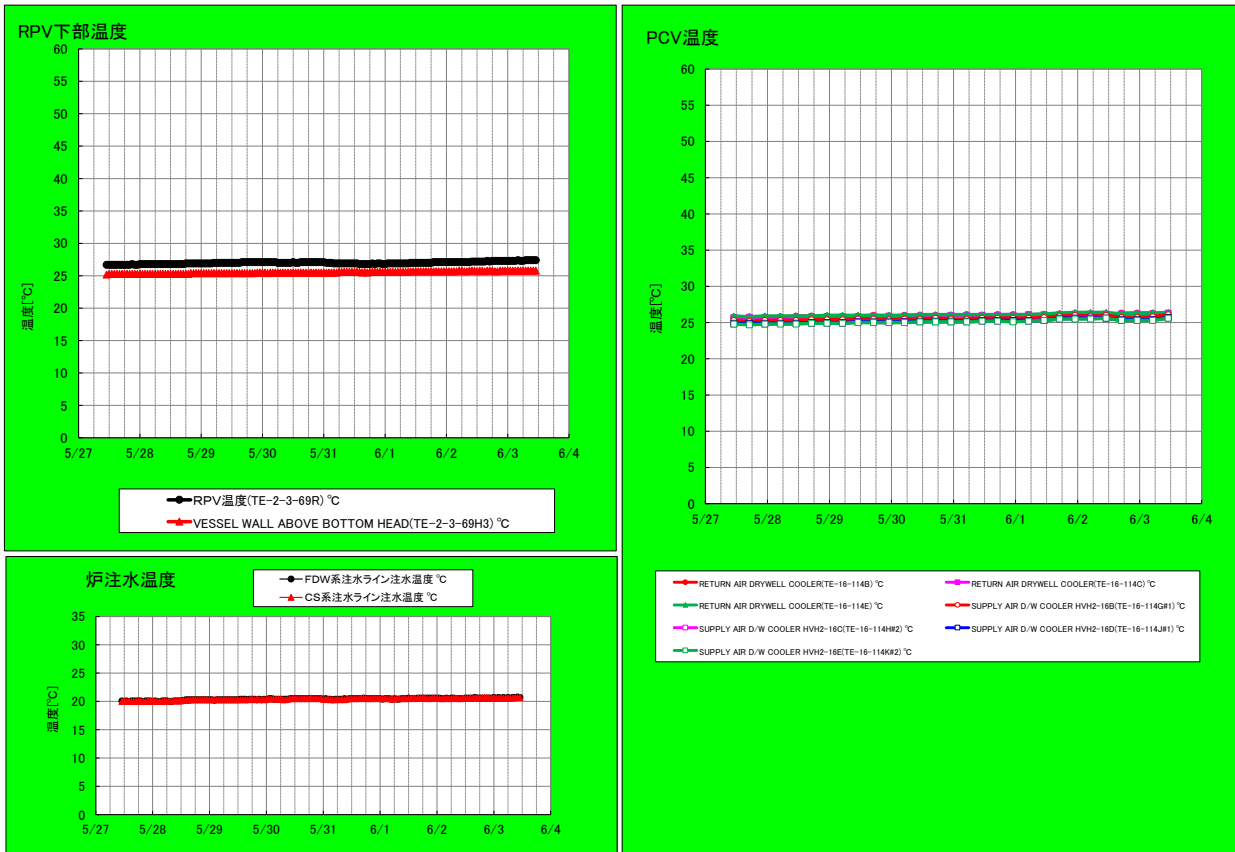 RPV下部温度
60
55
50
45
40
35
30
25
20
15
10
5
0
温度[℃]
5/27 5/28 5/29 5/30 5/31 6/1 6/2 6/3 6/4
RPV温度(TE-2-3-69R) ℃
VESSEL WALL ABOVE BOTTOM HEAD(TE-2-3-69H3) ℃
炉注水温度
FDW系注水ライン注水温度 ℃
CS系注水ライン注水温度 ℃
35
30
25
20
15
10
5
0
温度[℃]
5/27 5/28 5/29 5/30 5/31 6/1 6/2 6/3 6/4
PCV温度
60
55
50
45
40
35
30
25
20
15
10
5
0
温度[℃]
5/27 5/28 5/29 5/30 5/31 6/1 6/2 6/3 6/4
RETURN AIR DRYWELL COOLER(TE-16-114B) ℃ RETURN AIR DRYWELL COOLER(TE-16-114C) ℃
RETURN AIR DRYWELL COOLER(TE-16-114E) ℃ SUPPLY AIR D/W COOLER HVH2-16B(TE-16-114G#1) ℃
SUPPLY AIR D/W COOLER HVH2-16C(TE-16-114H#2) ℃ SUPPLY AIR D/W COOLER HVH2-16D(TE-16-114J#1) ℃
SUPPLY AIR D/W COOLER HVH2-16E(TE-16-114K#2) ℃